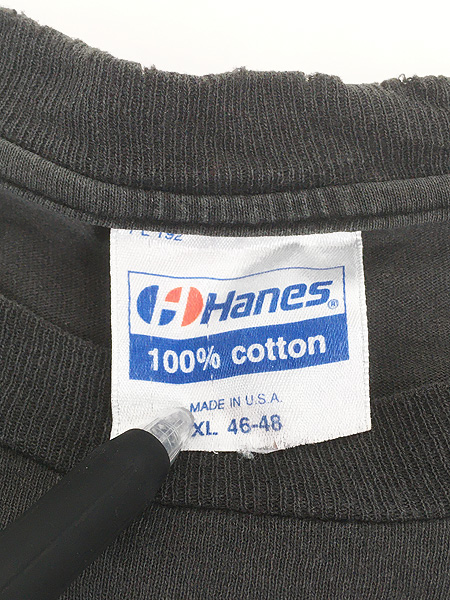 Hanes®
100% cotton
MADE IN U.S.A.
XL 46-48